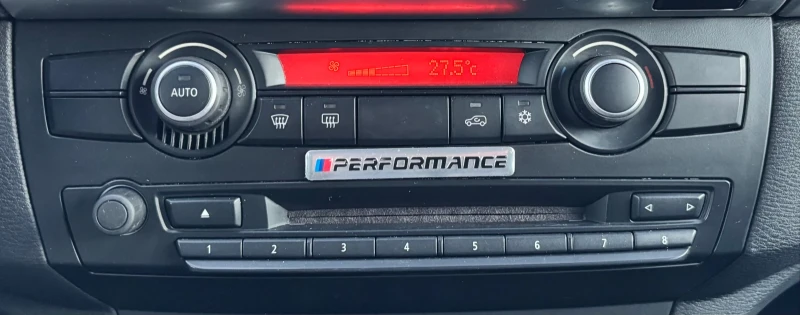 27.5°c
AUTO
PERFORMANCE
1 2 3 4 5 6 7 8